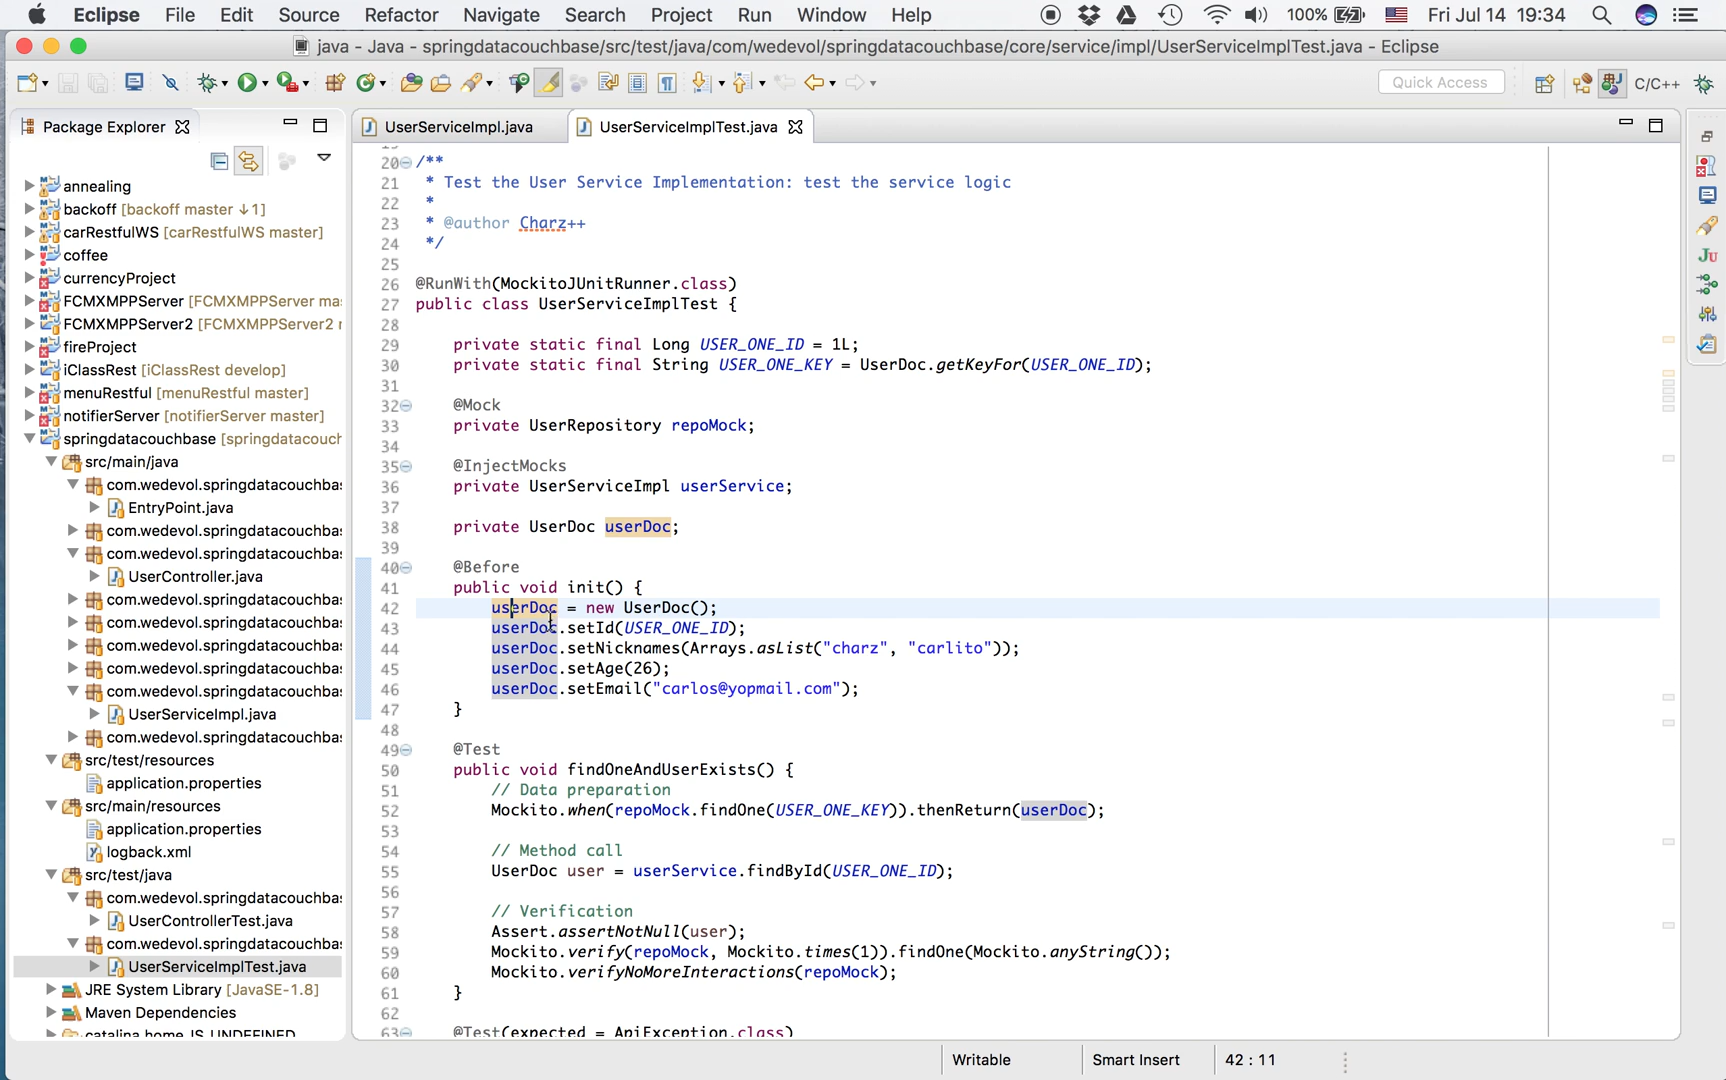 Eclipse File Edit Source Refactor Navigate Search Project Run Window Help 100% Fri Jul 14 19:34
java - Java - springdatacouchbase/src/test/java/com/wedevol/springdatacouchbase/core/service/impl/UserServiceImplTest.java - Eclipse
Quick Access C/C++
Package Explorer
annealing
backoff [backoff master ↓1]
carRestfulWS [carRestfulWS master]
coffee
currencyProject
FCMXMPPServer [FCMXMPPServer ma
FCMXMPPServer2 [FCMXMPPServer2 r
fireProject
iClassRest [iClassRest develop]
menuRestful [menuRestful master]
notifierServer [notifierServer master]
springdatacouchbase [springdatacouch
src/main/java
com.wedevol.springdatacouchba
EntryPoint.java
com.wedevol.springdatacouchba
com.wedevol.springdatacouchba
UserController.java
com.wedevol.springdatacouchba
com.wedevol.springdatacouchba
com.wedevol.springdatacouchba
com.wedevol.springdatacouchba
com.wedevol.springdatacouchba
UserServiceImpl.java
com.wedevol.springdatacouchba
src/test/resources
application.properties
src/main/resources
application.properties
logback.xml
src/test/java
com.wedevol.springdatacouchba
UserControllerTest.java
com.wedevol.springdatacouchba
UserServiceImplTest.java
JRE System Library [JavaSE-1.8]
Maven Dependencies
catalina.home IS_UNDEFINED
UserServiceImpl.java UserServiceImplTest.java
19
20 /**
21 * Test the User Service Implementation: test the service logic
22 *
23 * @author Charz++
24 */
25
26 @RunWith(MockitoJUnitRunner.class)
27 public class UserServiceImplTest {
28
29 private static final Long USER_ONE_ID = 1L;
30 private static final String USER_ONE_KEY = UserDoc.getKeyFor(USER_ONE_ID);
31
32 @Mock
33 private UserRepository repoMock;
34
35 @InjectMocks
36 private UserServiceImpl userService;
37
38 private UserDoc userDoc;
39
40 @Before
41 public void init() {
42 userDoc = new UserDoc();
43 userDoc.setId(USER_ONE_ID);
44 userDoc.setNicknames(Arrays.asList("charz", "carlito"));
45 userDoc.setAge(26);
46 userDoc.setEmail("carlos@yopmail.com");
47 }
48
49 @Test
50 public void findOneAndUserExists() {
51 // Data preparation
52 Mockito.when(repoMock.findOne(USER_ONE_KEY)).thenReturn(userDoc);
53
54 // Method call
55 UserDoc user = userService.findById(USER_ONE_ID);
56
57 // Verification
58 Assert.assertNotNull(user);
59 Mockito.verify(repoMock, Mockito.times(1)).findOne(Mockito.anyString());
60 Mockito.verifyNoMoreInteractions(repoMock);
61 }
62
63 @Test(expected = ApiException.class)
Writable Smart Insert 42 : 11